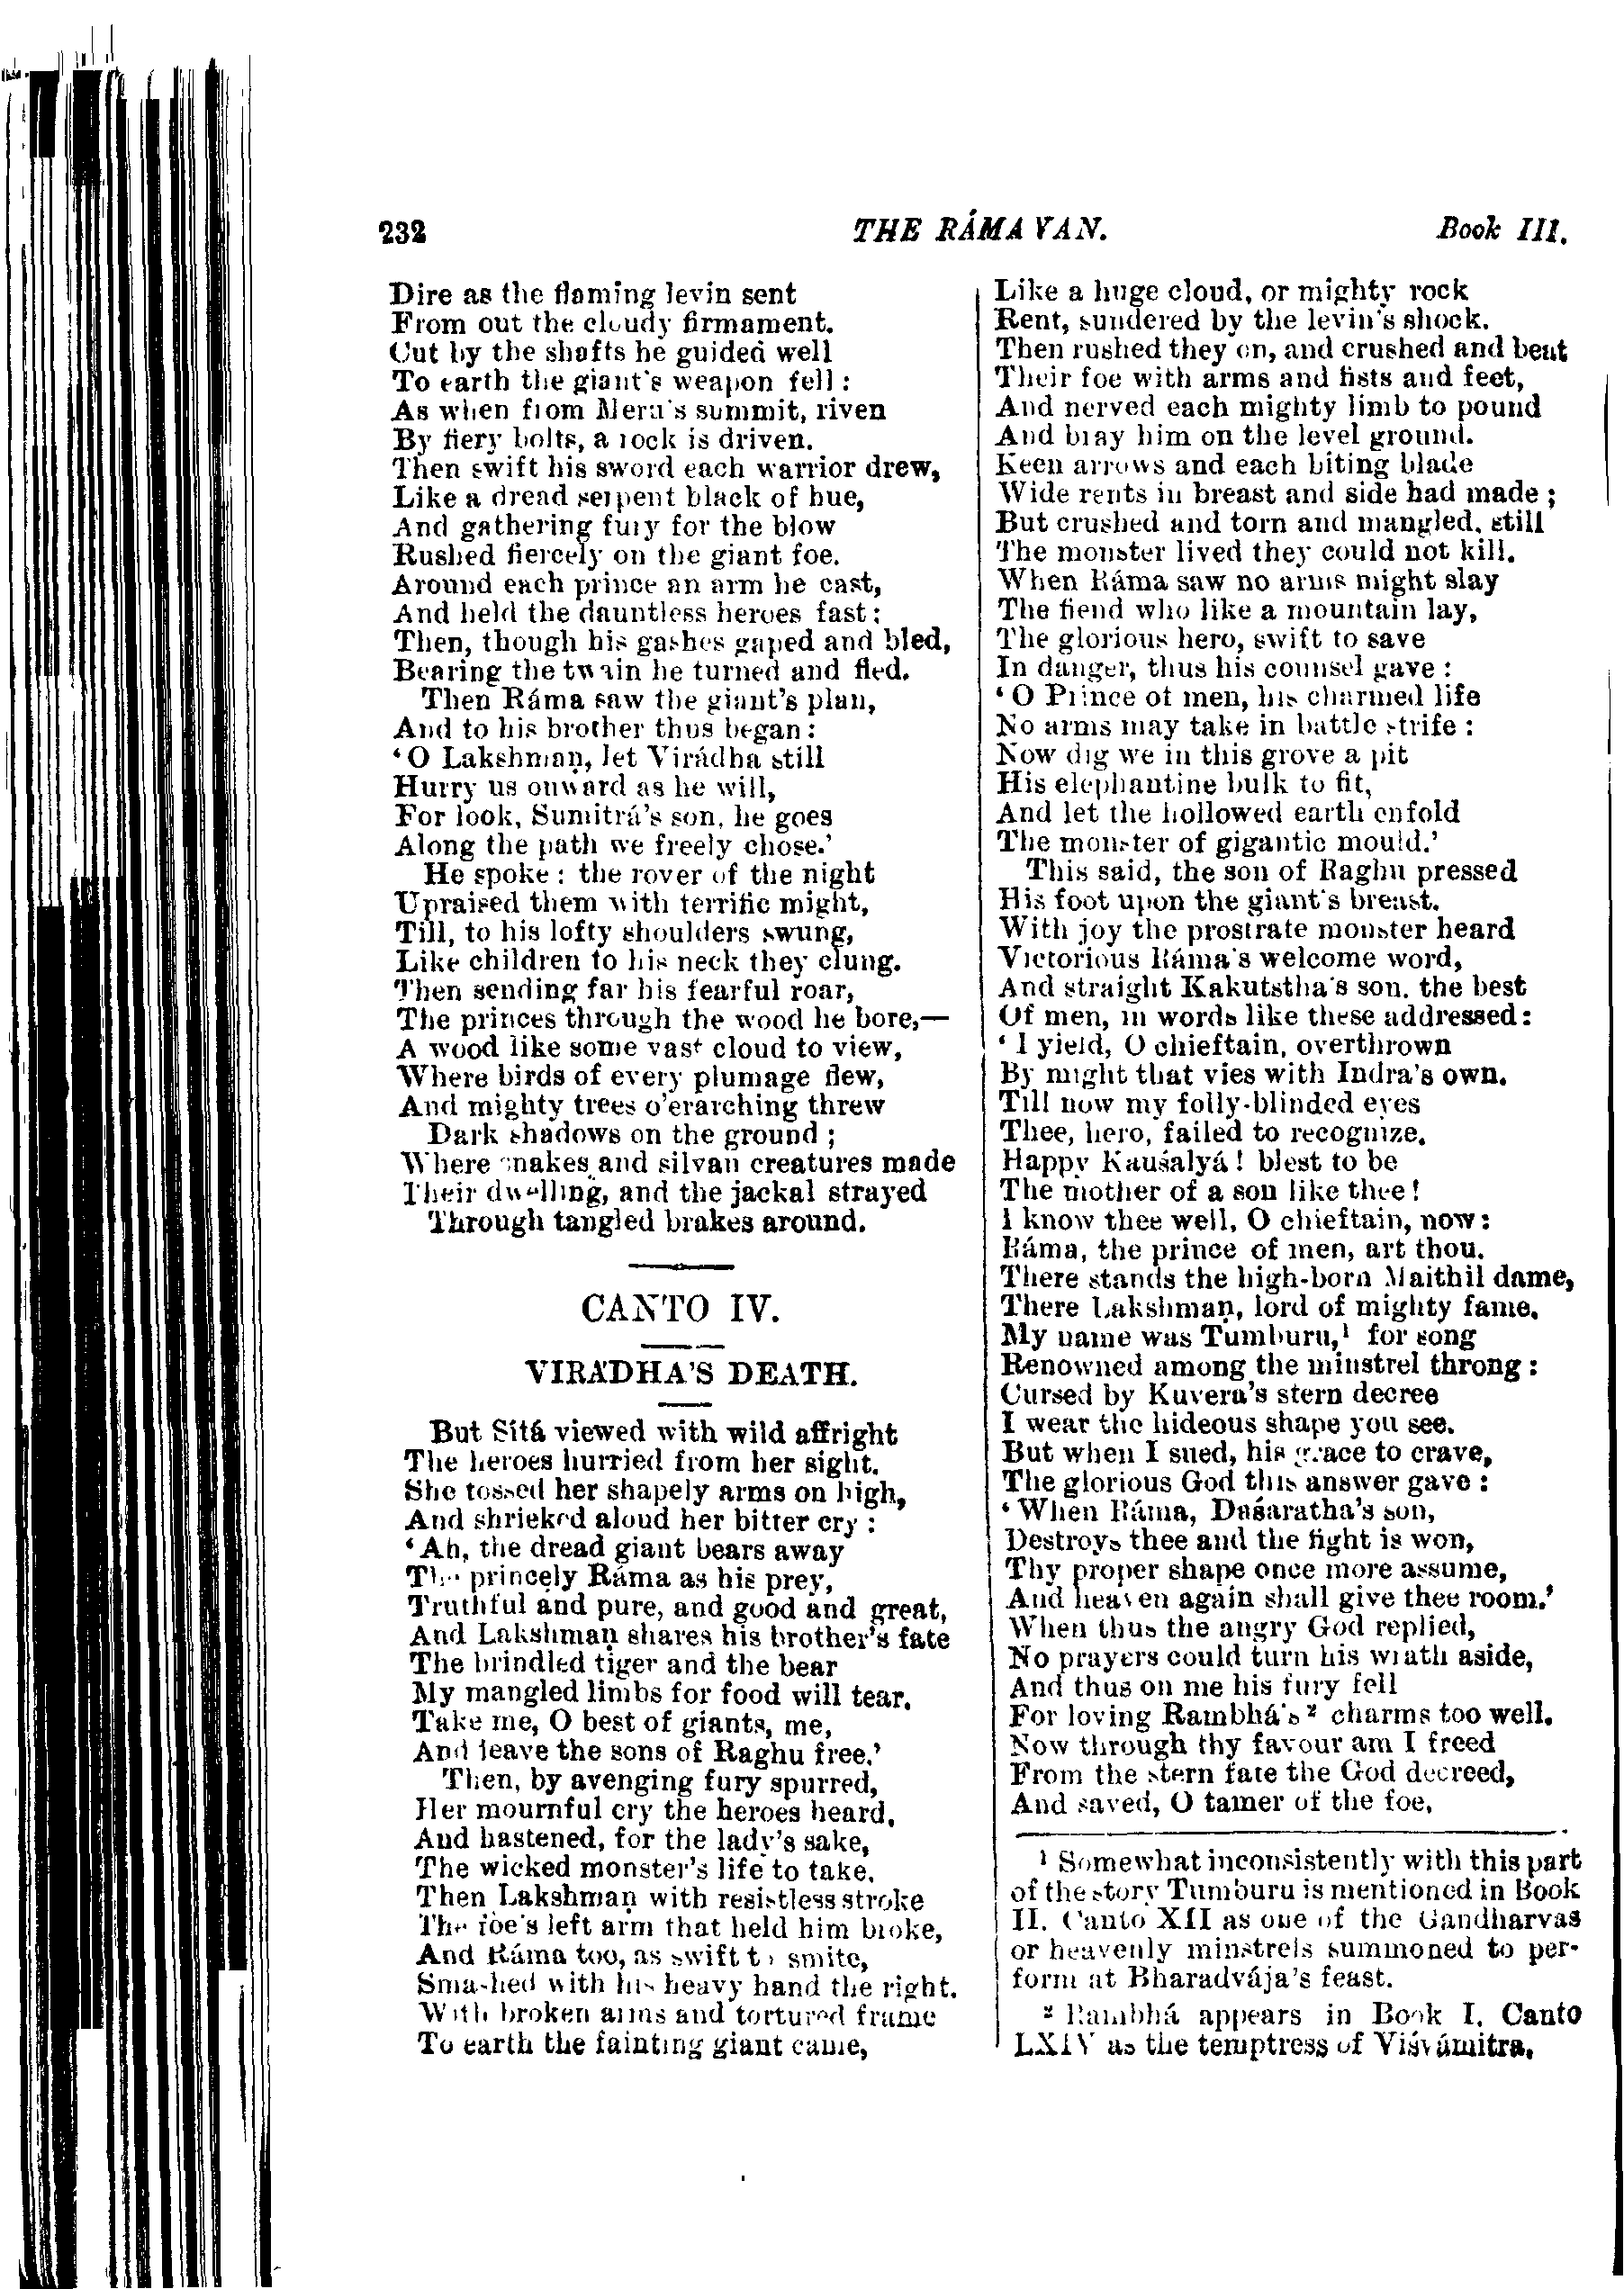 232 THE RÁMAYAN. Book III.
Dire as the flaming levin sent
From out the cloudy firmament.
Cut by the shafts he guided well
To earth the giant's weapon fell:
As when from Meru's summit, riven
By fiery bolts, a rock is driven.
Then swift his sword each warrior drew,
Like a dread serpent black of hue,
And gathering fury for the blow
Rushed fiercely on the giant foe.
Around each prince an arm he cast,
And held the dauntless heroes fast:
Then, though his gashes gaped and bled,
Bearing the twain he turned and fled.
Then Ráma saw the giant's plan,
And to his brother thus began:
'O Lakshmaṇ, let Virádha still
Hurry us onward as he will,
For look, Sumitrá's son, he goes
Along the path we freely chose.'
He spoke: the rover of the night
Upraised them with terrific might,
Till, to his lofty shoulders swung,
Like children to his neck they clung.
Then sending far his fearful roar,
The princes through the wood he bore,—
A wood like some vast cloud to view,
Where birds of every plumage flew,
And mighty trees o'erarching threw
Dark shadows on the ground;
Where snakes and silvan creatures made
Their dwelling, and the jackal strayed
Through tangled brakes around.
CANTO IV.
VIRÁDHA'S DEATH.
But Sítá viewed with wild affright
The heroes hurried from her sight.
She tossed her shapely arms on high,
And shrieked aloud her bitter cry:
'Ah, the dread giant bears away
The princely Ráma as his prey,
Truthful and pure, and good and great,
And Lakshmaṇ shares his brother's fate
The brindled tiger and the bear
My mangled limbs for food will tear.
Take me, O best of giants, me,
And leave the sons of Raghu free.'
Then, by avenging fury spurred,
Her mournful cry the heroes heard,
And hastened, for the lady's sake,
The wicked monster's life to take.
Then Lakshmaṇ with resistless stroke
The foe's left arm that held him broke,
And Ráma too, as swift to smite,
Smashed with his heavy hand the right.
With broken arms and tortured frame
To earth the fainting giant came,
Like a huge cloud, or mighty rock
Rent, sundered by the levin's shock.
Then rushed they on, and crushed and beat
Their foe with arms and fists and feet,
And nerved each mighty limb to pound
And bray him on the level ground.
Keen arrows and each biting blade
Wide rents in breast and side had made;
But crushed and torn and mangled, still
The monster lived they could not kill.
When Ráma saw no arms might slay
The fiend who like a mountain lay,
The glorious hero, swift to save
In danger, thus his counsel gave:
'O Prince of men, his charmed life
No arms may take in battle strife:
Now dig we in this grove a pit
His elephantine bulk to fit,
And let the hollowed earth enfold
The monster of gigantic mould.'
This said, the son of Raghu pressed
His foot upon the giant's breast.
With joy the prostrate monster heard
Victorious Ráma's welcome word,
And straight Kakutstha's son, the best
Of men, in words like these addressed:
'I yield, O chieftain, overthrown
By might that vies with Indra's own.
Till now my folly-blinded eyes
Thee, hero, failed to recognize.
Happy Kauśalyá! blest to be
The mother of a son like thee!
I know thee well, O chieftain, now:
Ráma, the prince of men, art thou.
There stands the high-born Maithil dame,
There Lakshmaṇ, lord of mighty fame.
My name was Tumburu,¹ for song
Renowned among the minstrel throng:
Cursed by Kuvera's stern decree
I wear the hideous shape you see.
But when I sued, his grace to crave,
The glorious God this answer gave:
'When Ráma, Daśaratha's son,
Destroys thee and the fight is won,
Thy proper shape once more assume,
And heaven again shall give thee room.'
When thus the angry God replied,
No prayers could turn his wrath aside,
And thus on me his fury fell
For loving Rambhá's² charms too well.
Now through thy favour am I freed
From the stern fate the God decreed,
And saved, O tamer of the foe,
¹ Somewhat inconsistently with this part
of the story Tumburu is mentioned in Book
II. Canto XII as one of the Gandharvas
or heavenly minstrels summoned to per-
form at Bharadvája's feast.
² Rambhá appears in Book I. Canto
LXIV as the temptress of Viśvámitra.